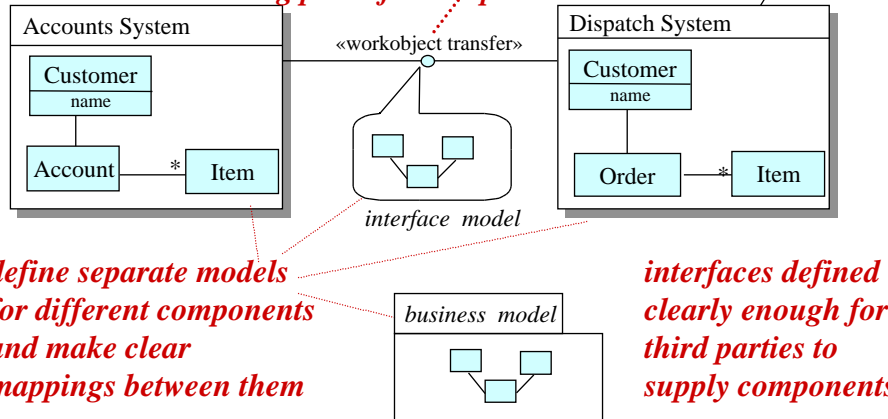 Accounts System
«workobject transfer»
Dispatch System
Customer
name
Account
*
Item
Customer
name
Order
*
Item
interface model
define separate models
for different components
and make clear
mappings between them
business model
interfaces defined
clearly enough for
third parties to
supply components